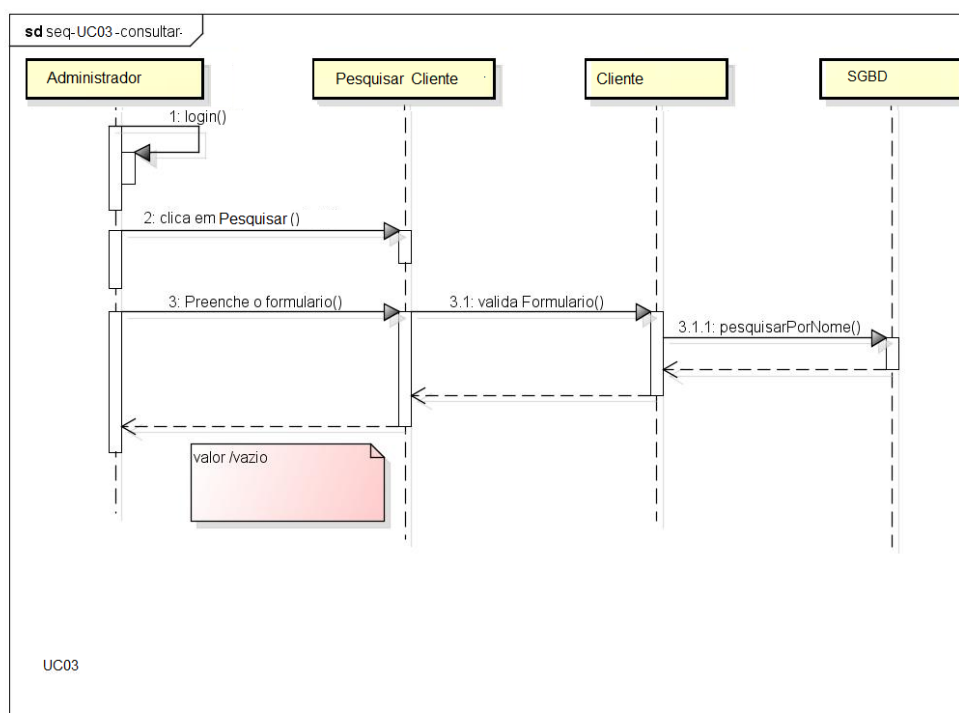 sd seq-UC03-consultar-
Administrador
Pesquisar Cliente
Cliente
SGBD
1: login()
2: clica em Pesquisar ()
3: Preenche o formulario()
3.1: valida Formulario()
3.1.1: pesquisarPorNome()
valor /vazio
UC03